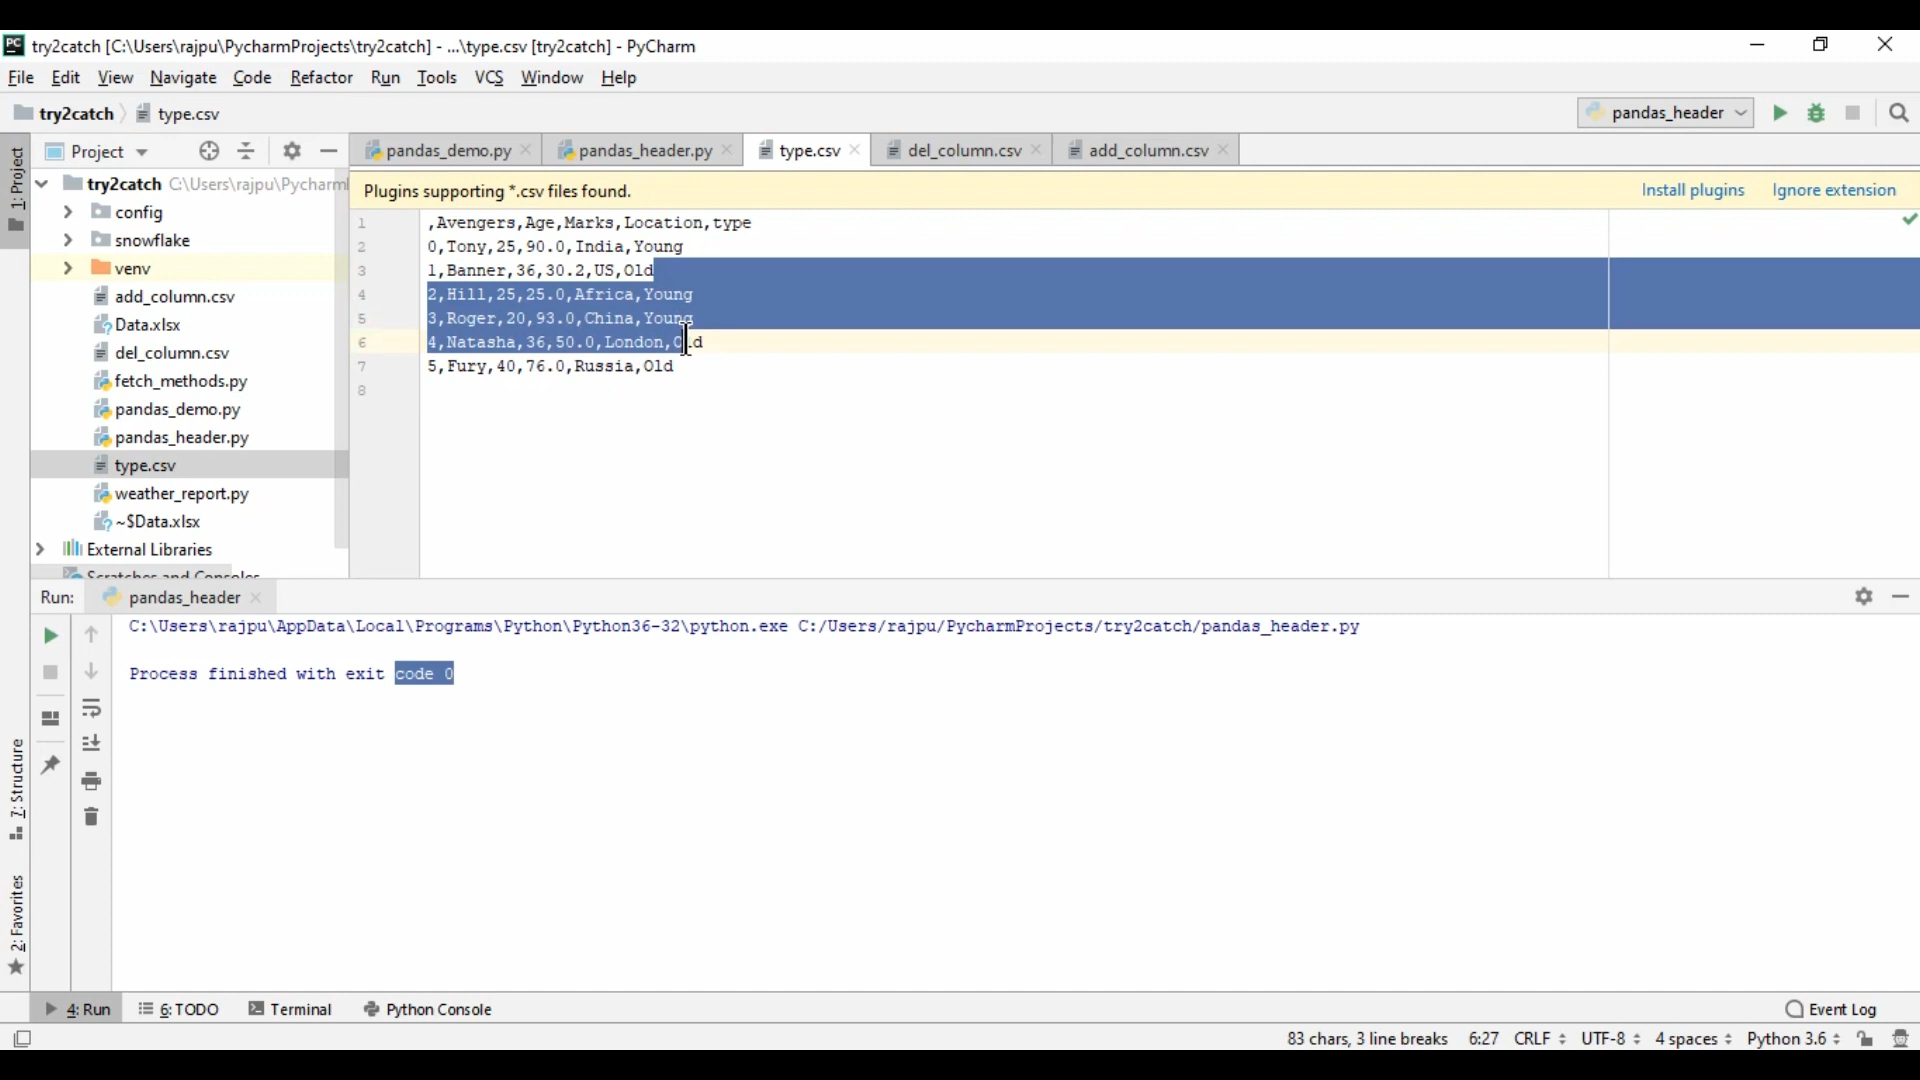 try2catch [C:\Users\rajpu\PycharmProjects\try2catch] - ...\type.csv [try2catch] - PyCharm
File Edit View Navigate Code Refactor Run Tools VCS Window Help
try2catch type.csv pandas_header
1: Project
Project pandas_demo.py pandas_header.py type.csv del_column.csv add_column.csv
try2catch C:\Users\rajpu\Pycharm
config
snowflake
venv
add_column.csv
Data.xlsx
del_column.csv
fetch_methods.py
pandas_demo.py
pandas_header.py
type.csv
weather_report.py
~$Data.xlsx
External Libraries
Scratches and Consoles
Plugins supporting *.csv files found. Install plugins Ignore extension
1 ,Avengers,Age,Marks,Location,type
2 0,Tony,25,90.0,India,Young
3 1,Banner,36,30.2,US,Old
4 2,Hill,25,25.0,Africa,Young
5 3,Roger,20,93.0,China,Young
6 4,Natasha,36,50.0,London,Old
7 5,Fury,40,76.0,Russia,Old
8
Run: pandas_header
C:\Users\rajpu\AppData\Local\Programs\Python\Python36-32\python.exe C:/Users/rajpu/PycharmProjects/try2catch/pandas_header.py
Process finished with exit code 0
7: Structure
2: Favorites
4: Run 6: TODO Terminal Python Console Event Log
83 chars, 3 line breaks 6:27 CRLF UTF-8 4 spaces Python 3.6